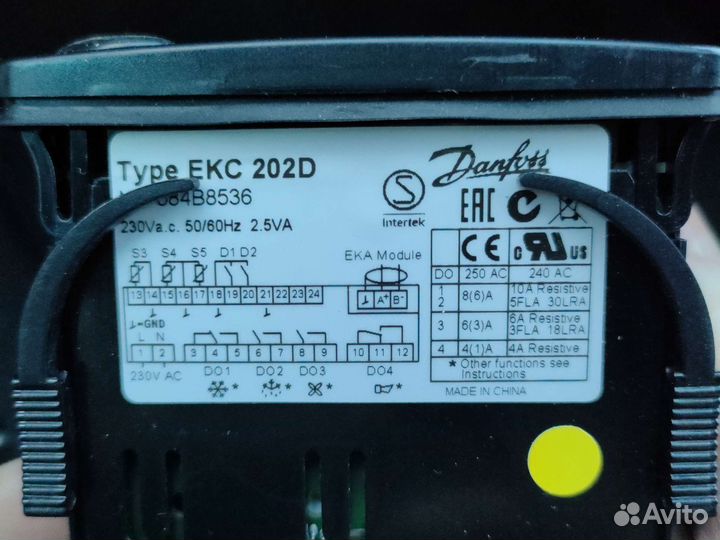 Type EKC 202D
084B8536
230Va.c. 50/60Hz 2.5VA
S
Intertek
Danfoss
EAC
S3 S4 S5 D1 D2
EKA Module
A+ B-
13 14 15 16 17 18 19 20 21 22 23 24
⊥=GND
L N
1 2 3 4 5 6 7 8 9 10 11 12
230V AC DO1 DO2 DO3 DO4
* * * *
CE c RU US
DO 250 AC 240 AC
1 2 8(6)A 10A Resistive
5FLA 30LRA
3 6(3)A 6A Resistive
3FLA 18LRA
4 4(1)A 4A Resistive
* Other functions see
Instructions
MADE IN CHINA
Avito